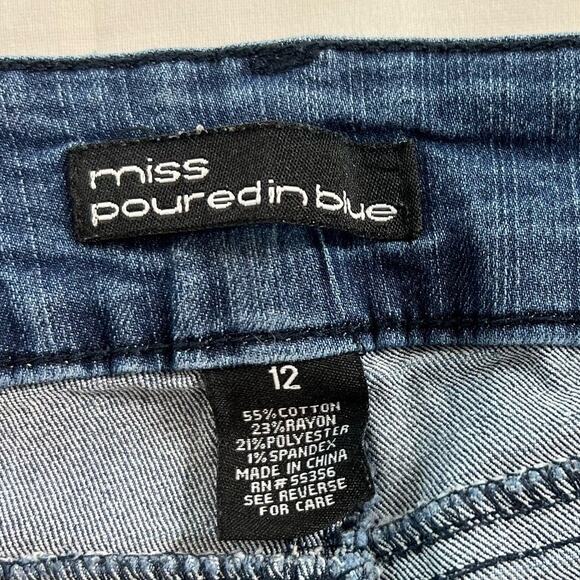 miss
poured in blue
12
55% COTTON
23% RAYON
21% POLYESTER
1% SPANDEX
MADE IN CHINA
RN# 55356
SEE REVERSE
FOR CARE